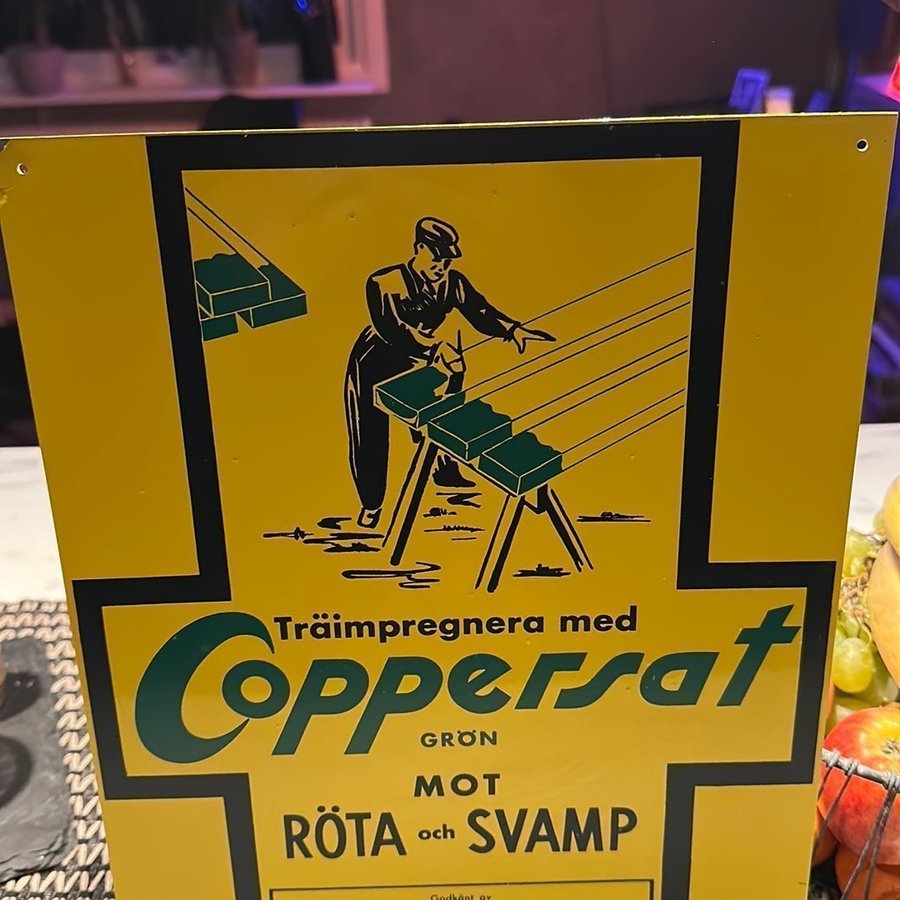 Träimpregnera med
Coppersat
GRÖN
MOT
RÖTA och SVAMP
Godkänt av